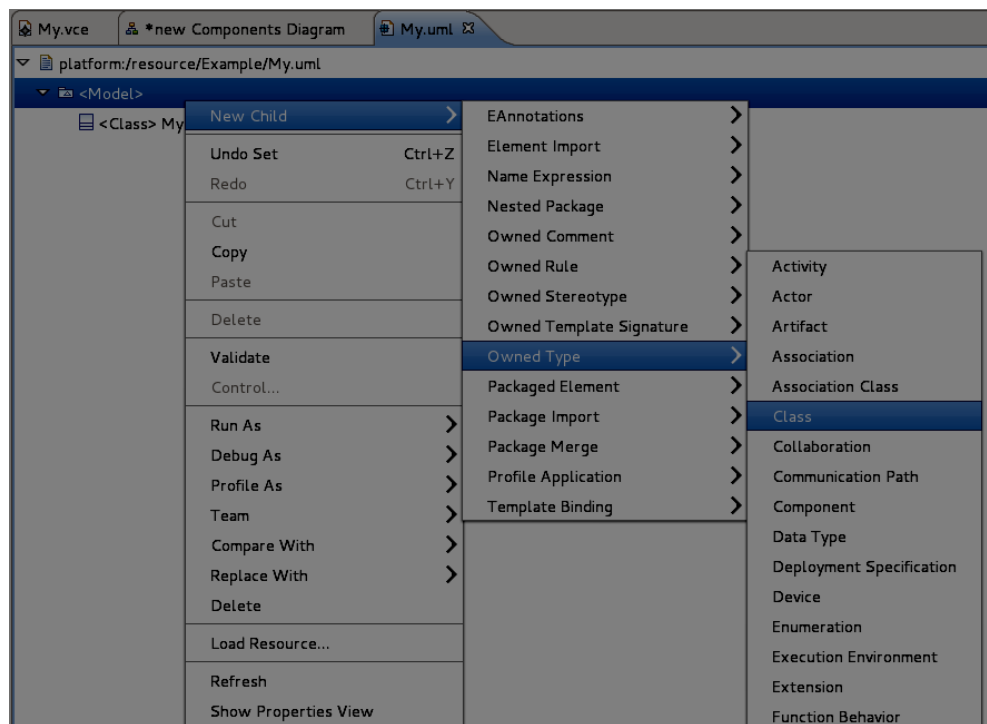 My.vce *new Components Diagram My.uml
platform:/resource/Example/My.uml
<Model>
<Class> My
New Child
Undo Set Ctrl+Z
Redo Ctrl+Y
Cut
Copy
Paste
Delete
Validate
Control...
Run As
Debug As
Profile As
Team
Compare With
Replace With
Delete
Load Resource...
Refresh
Show Properties View
EAnnotations
Element Import
Name Expression
Nested Package
Owned Comment
Owned Rule
Owned Stereotype
Owned Template Signature
Owned Type
Packaged Element
Package Import
Package Merge
Profile Application
Template Binding
Activity
Actor
Artifact
Association
Association Class
Class
Collaboration
Communication Path
Component
Data Type
Deployment Specification
Device
Enumeration
Execution Environment
Extension
Function Behavior